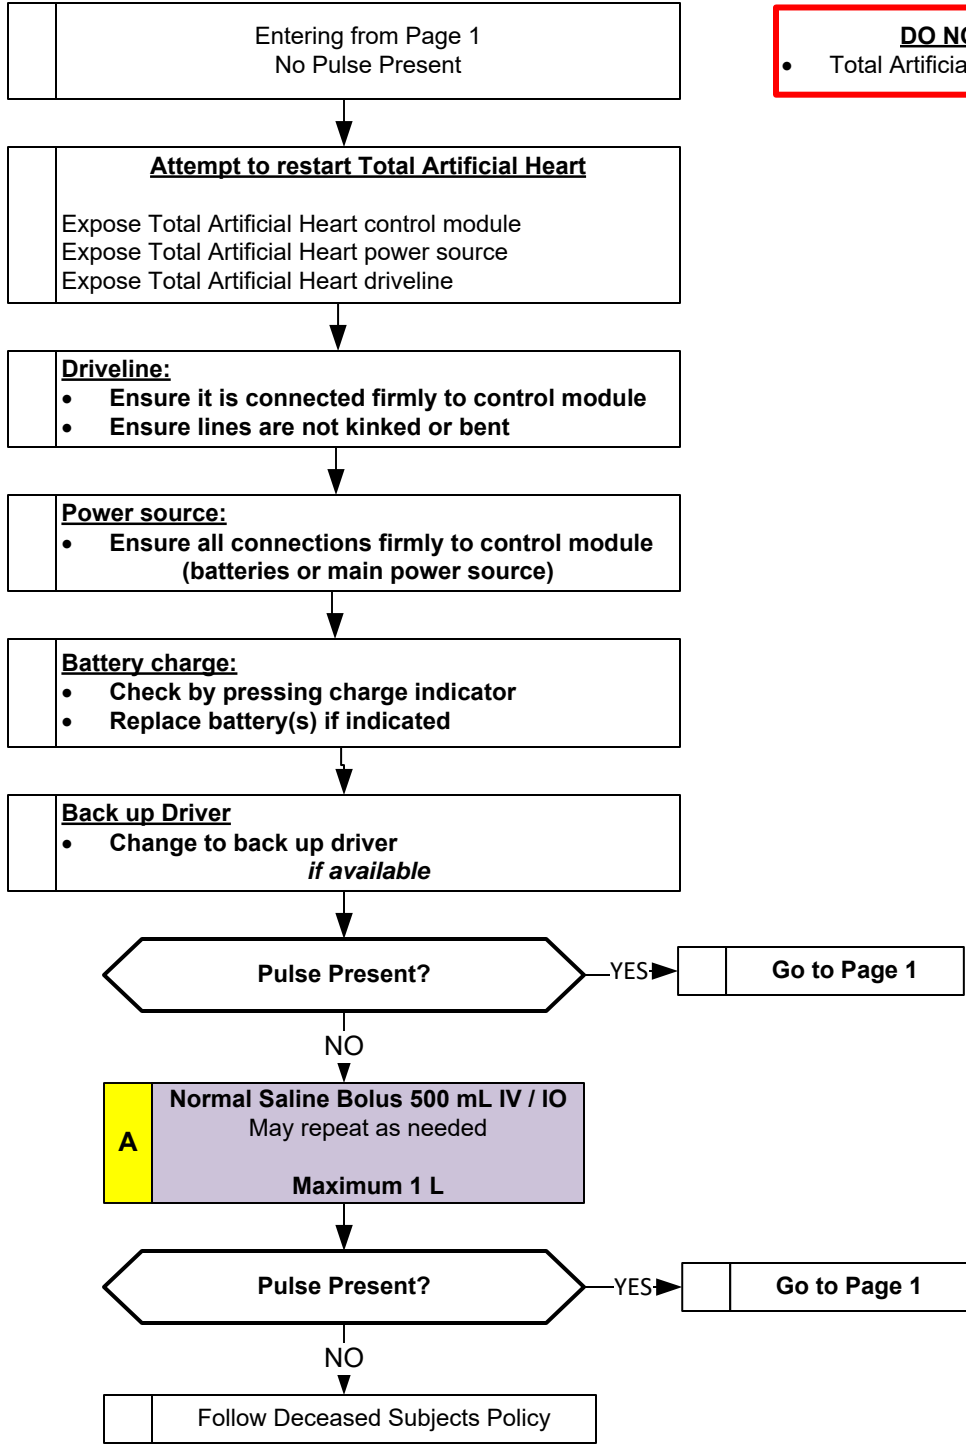 Entering from Page 1
No Pulse Present
DO
Total
Attempt to restart Total Artificial Heart
Expose Total Artificial Heart control module
Expose Total Artificial Heart power source
Expose Total Artificial Heart driveline
Driveline:
• Ensure it is connected firmly to control module
• Ensure lines are not kinked or bent
Power source:
• Ensure all connections firmly to control module
(batteries or main power source)
Battery charge:
• Check by pressing charge indicator
• Replace battery(s) if indicated
Back up Driver
• Change to back up driver
if available
Pulse Present?
YES
Go to Page 1
NO
A
Normal Saline Bolus 500 mL IV / IO
May repeat as needed
Maximum 1 L
Pulse Present?
YES
Go to Page 1
NO
Follow Deceased Subjects Policy